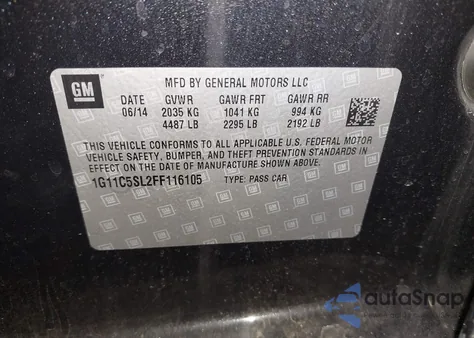 GM
MFD BY GENERAL MOTORS LLC
DATE GVWR GAWR FRT GAWR RR
06/14 2035 KG 1041 KG 994 KG
4487 LB 2295 LB 2192 LB
THIS VEHICLE CONFORMS TO ALL APPLICABLE U.S. FEDERAL MOTOR
VEHICLE SAFETY, BUMPER, AND THEFT PREVENTION STANDARDS IN
EFFECT ON THE DATE OF MANUFACTURE SHOWN ABOVE.
1G11C5SL2FF116105 TYPE: PASS CAR
autaSnap